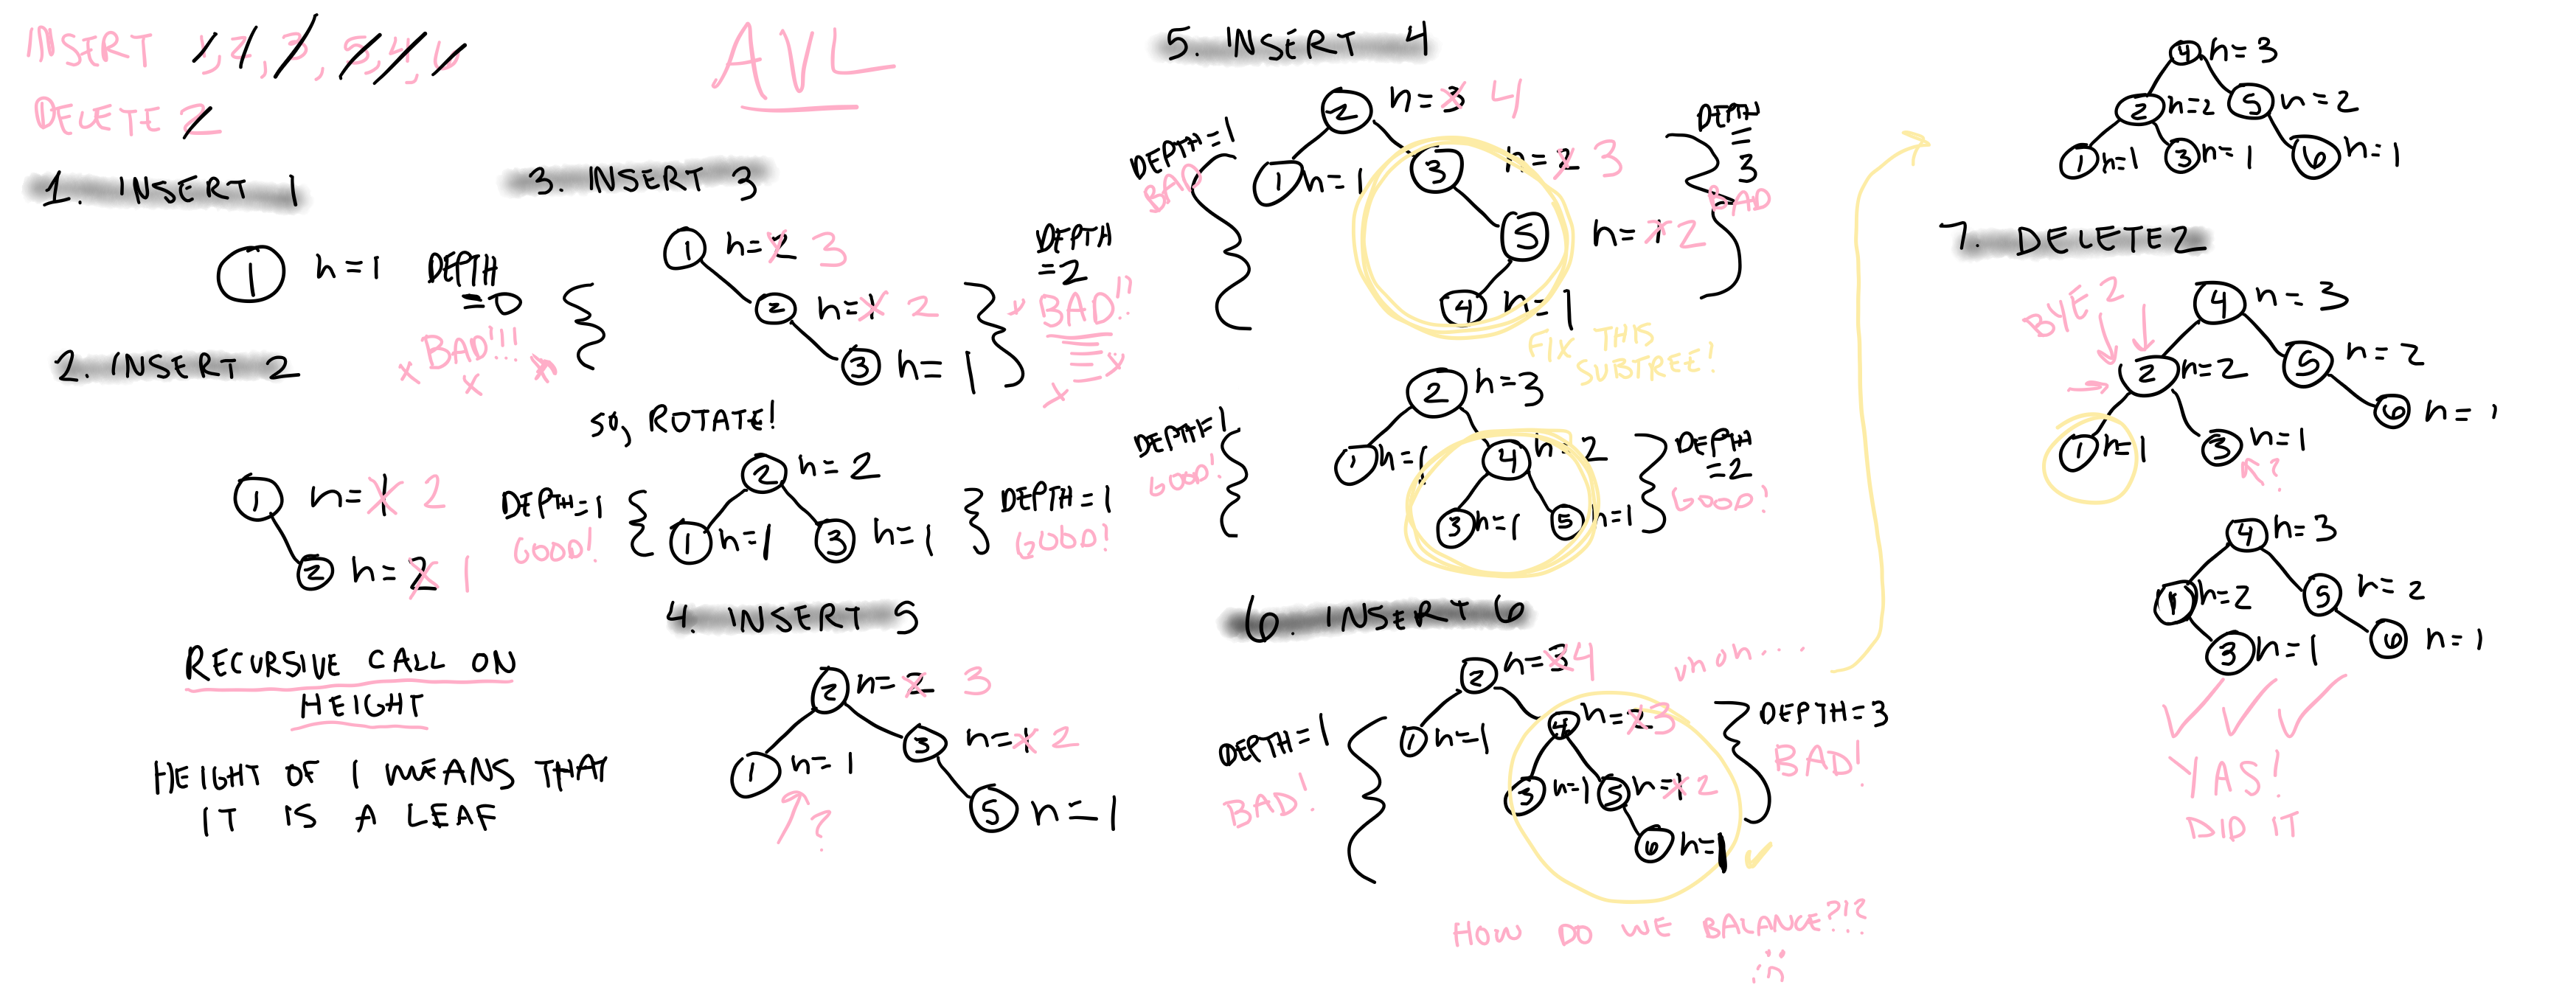 INSERT 1, 2, 3, 5, 4, 6
DELETE 2
AVL
1. INSERT 1
1 h=1
2. INSERT 2
1 h=1 2
2 h=2 1
RECURSIVE CALL ON
HEIGHT
HEIGHT OF 1 MEANS THAT
IT IS A LEAF
3. INSERT 3
DEPTH
=0
BAD!!!
1 h=2 3
2 h=1 2
3 h=1
DEPTH
=2
BAD!!
SO, ROTATE!
2 h=2
1 h=1
3 h=1
DEPTH=1
GOOD!
DEPTH=1
GOOD!
4. INSERT 5
2 h=2 3
1 h=1
?
3 h=1 2
5 h=1
5. INSERT 4
DEPTH=1
BAD
2 h=3 4
1 h=1
3 h=2 3
5 h=1 2
4 h=1
DEPTH
=
3
BAD
FIX THIS
SUBTREE!
DEPTH=1
GOOD!
2 h=3
1 h=1
4 h=2
3 h=1
5 h=1
DEPTH
=2
GOOD!
6. INSERT 6
DEPTH=1
BAD!
2 h=3 4
uh oh...
1 h=1
4 h=2 3
3 h=1
5 h=1 2
6 h=1
DEPTH=3
BAD!
HOW DO WE BALANCE?!?
:(
4 h=3
2 h=2
5 h=2
1 h=1
3 h=1
6 h=1
7. DELETE 2
BYE 2
4 h=3
2 h=2
5 h=2
1 h=1
3 h=1
?
6 h=1
4 h=3
1 h=2
5 h=2
3 h=1
6 h=1
YAS!
DID IT